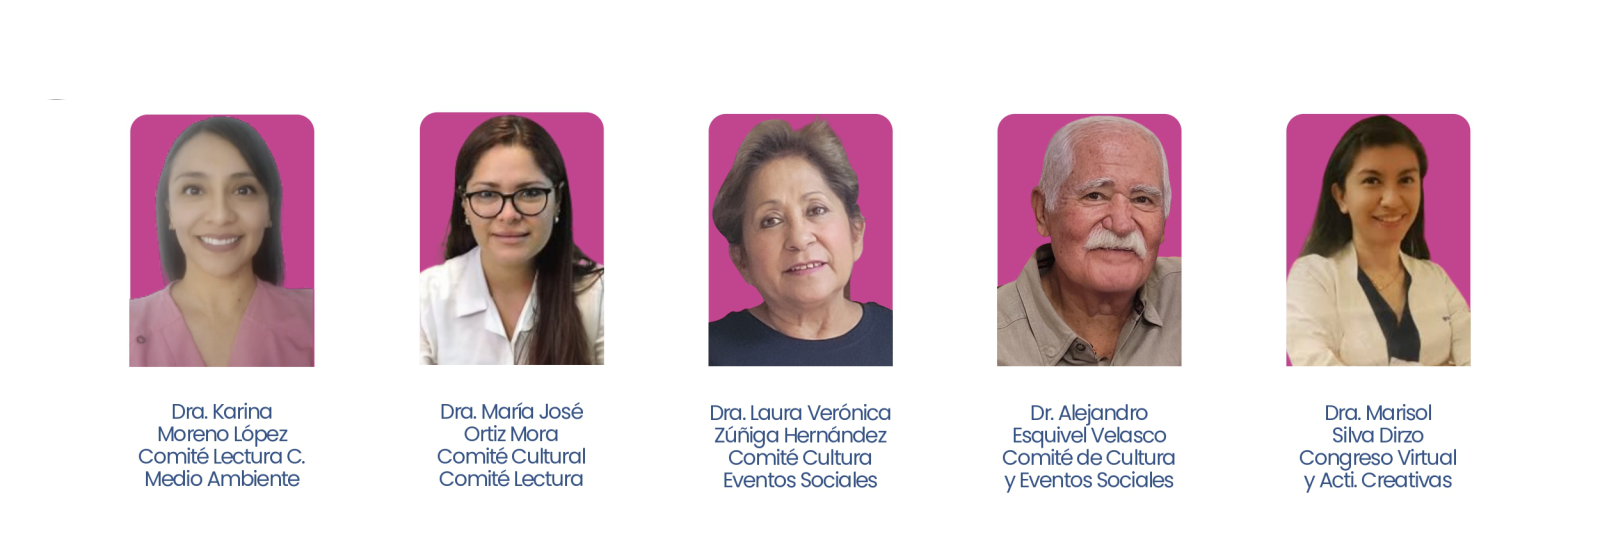 Dra. Karina
Moreno López
Comité Lectura C.
Medio Ambiente
Dra. María José
Ortiz Mora
Comité Cultural
Comité Lectura
Dra. Laura Verónica
Zúñiga Hernández
Comité Cultura
Eventos Sociales
Dr. Alejandro
Esquivel Velasco
Comité de Cultura
y Eventos Sociales
Dra. Marisol
Silva Dirzo
Congreso Virtual
y Acti. Creativas